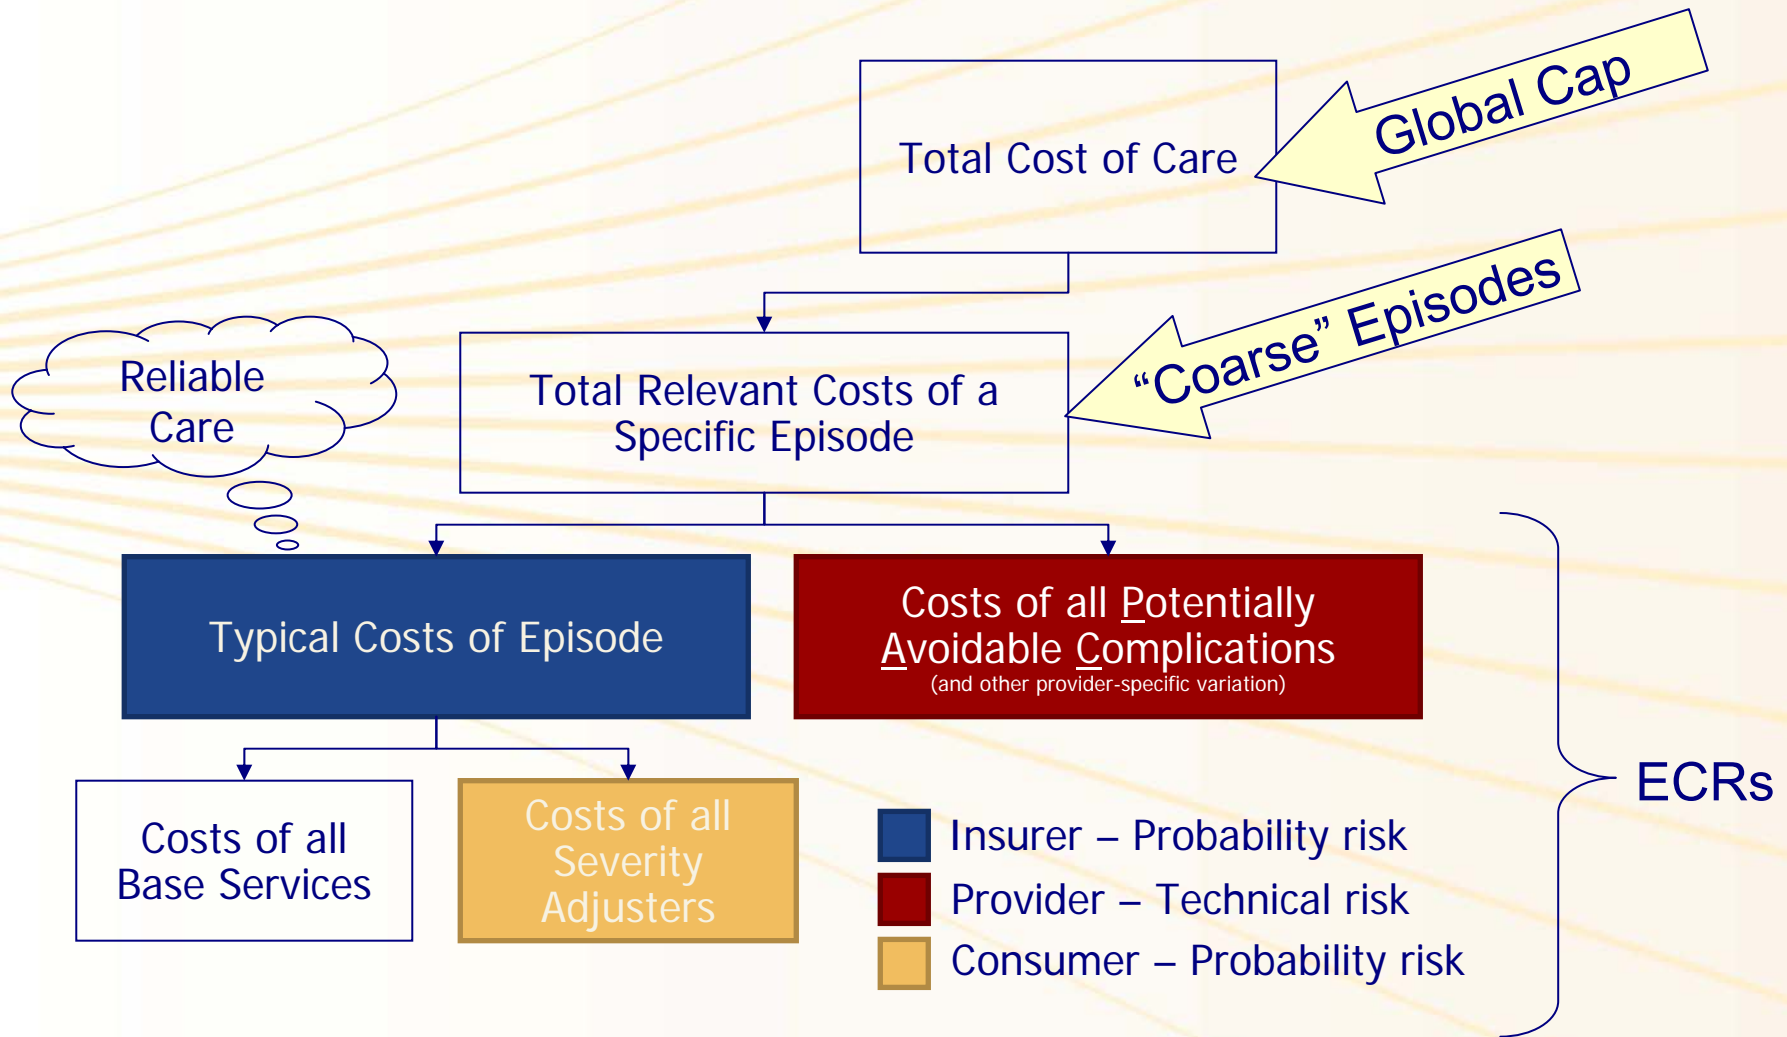 Total Cost of Care
Global Cap
Total Relevant Costs of a
Specific Episode
“Coarse” Episodes
Reliable
Care
Typical Costs of Episode
Costs of all Potentially
Avoidable Complications
(and other provider-specific variation)
Costs of all
Base Services
Costs of all
Severity
Adjusters
Insurer – Probability risk
Provider – Technical risk
Consumer – Probability risk
ECRs